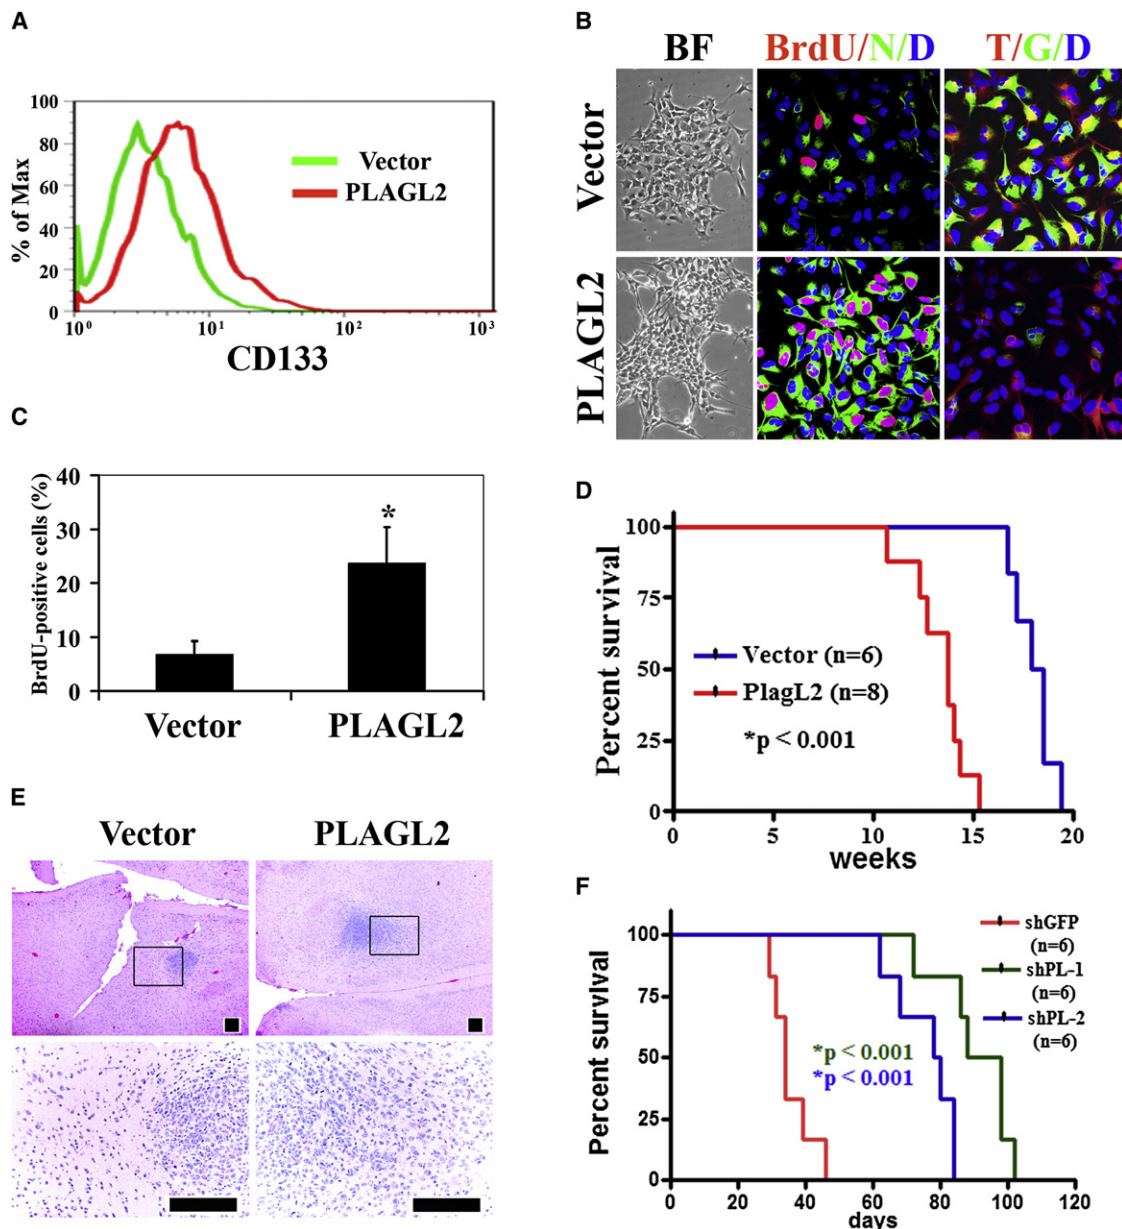 A
% of Max
100
80
60
40
20
0
Vector
PLAGL2
10⁰
10¹
10²
10³
CD133
B
BF
BrdU/N/D
T/G/D
Vector
PLAGL2
C
BrdU-positive cells (%)
40
30
20
10
0
*
Vector
PLAGL2
D
Percent survival
100
75
50
25
0
Vector (n=6)
PlagL2 (n=8)
*p < 0.001
0
5
10
15
20
weeks
E
Vector
PLAGL2
F
Percent survival
100
75
50
25
0
shGFP
(n=6)
shPL-1
(n=6)
shPL-2
(n=6)
*p < 0.001
*p < 0.001
0
20
40
60
80
100
120
days